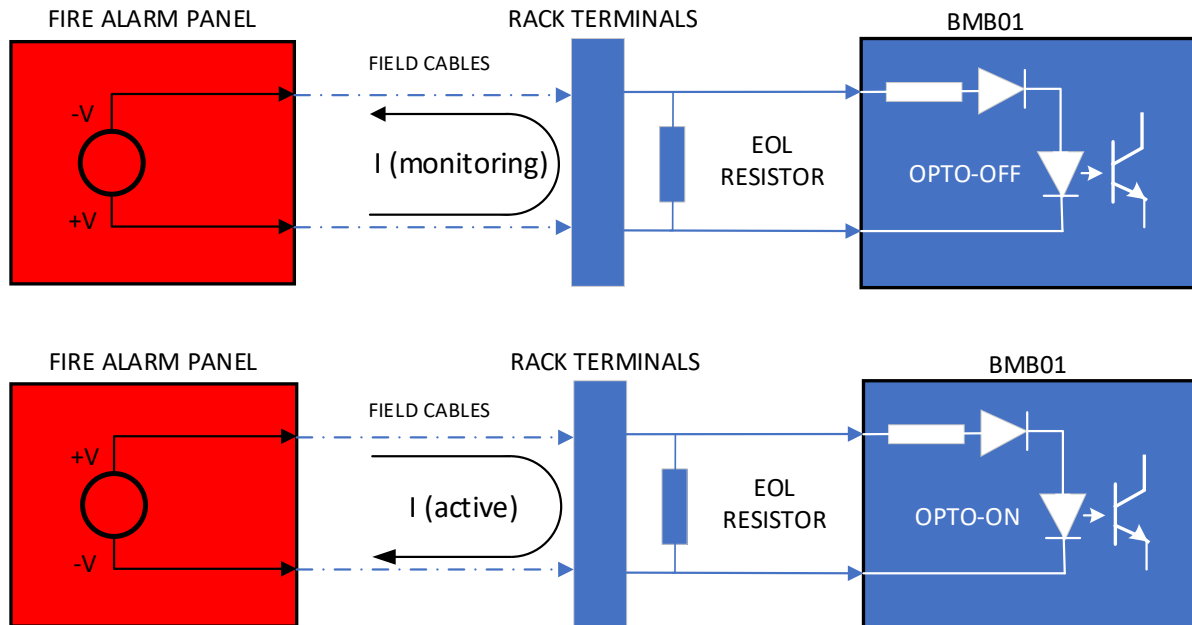 FIRE ALARM PANEL
RACK TERMINALS
BMB01
FIELD CABLES
-V
I (monitoring)
EOL
RESISTOR
OPTO-OFF
+V
FIRE ALARM PANEL
RACK TERMINALS
BMB01
FIELD CABLES
+V
I (active)
EOL
RESISTOR
OPTO-ON
-V